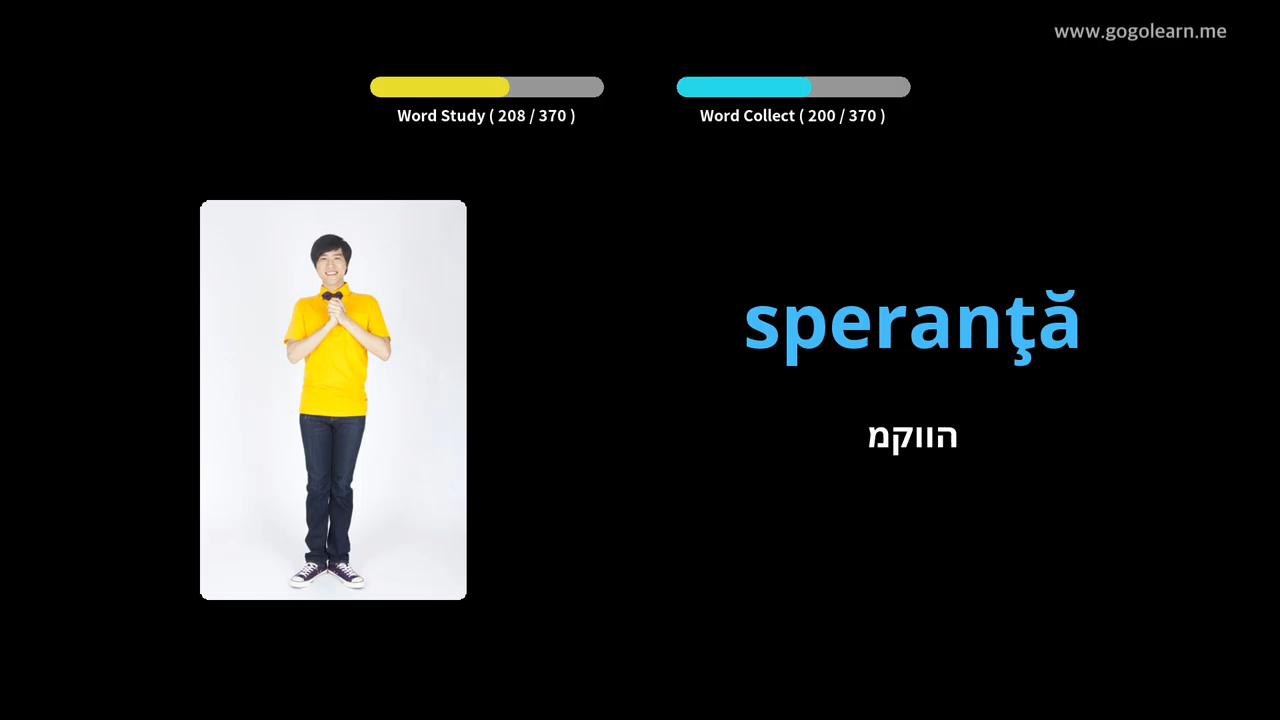 www.gogolearn.me
Word Study ( 208 / 370 )
Word Collect ( 200 / 370 )
speranţă
הווקמ